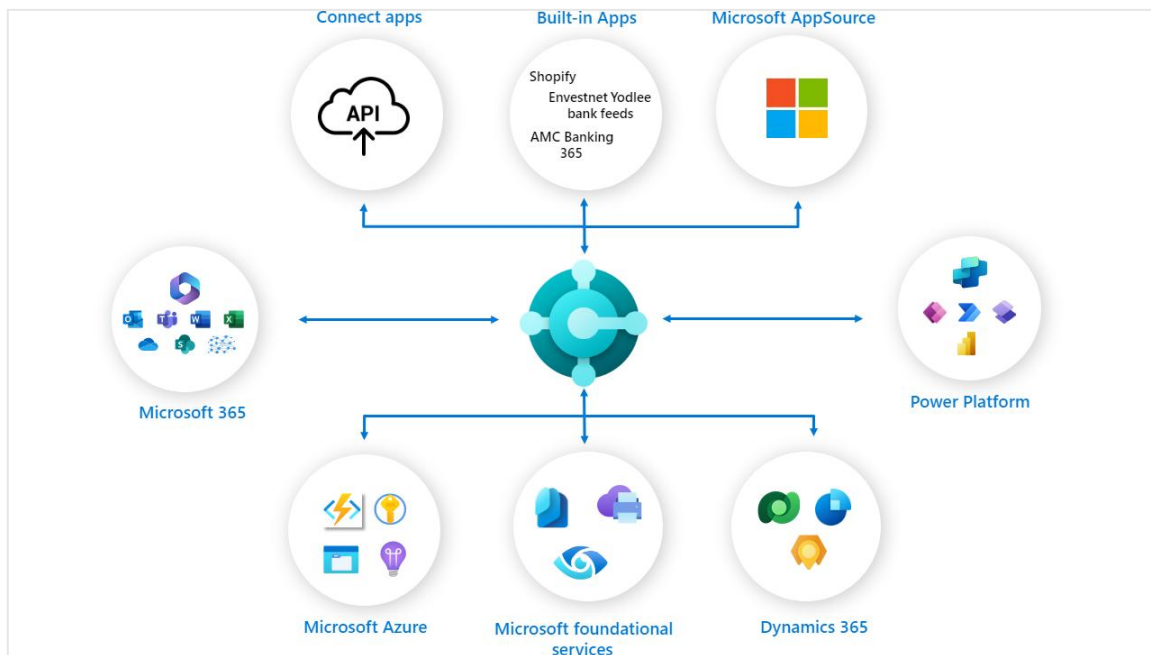 Connect apps
Built-in Apps
Microsoft AppSource
API
Shopify
Envestnet Yodlee
bank feeds
AMC Banking
365
Microsoft 365
Power Platform
Microsoft Azure
Microsoft foundational
services
Dynamics 365